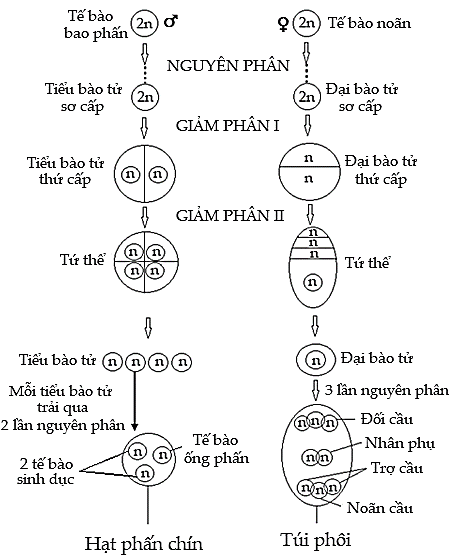 Tế bào
bao phấn
2n
♂
♀
2n
Tế bào noãn
NGUYÊN PHÂN
Tiểu bào tử
sơ cấp
2n
2n
Đại bào tử
sơ cấp
GIẢM PHÂN I
Tiểu bào tử
thứ cấp
n n
n
n
Đại bào tử
thứ cấp
GIẢM PHÂN II
Tứ thể
n n
n n
n
n
n
n
Tứ thể
Tiểu bào tử
n n n n
n
Đại bào tử
Mỗi tiểu bào tử
trải qua
2 lần nguyên phân
3 lần nguyên phân
2 tế bào
sinh dục
n n
n
Tế bào
ống phấn
n n n
Đối cầu
n n
Nhân phụ
n n n
Trợ cầu
Noãn cầu
Hạt phấn chín
Túi phôi